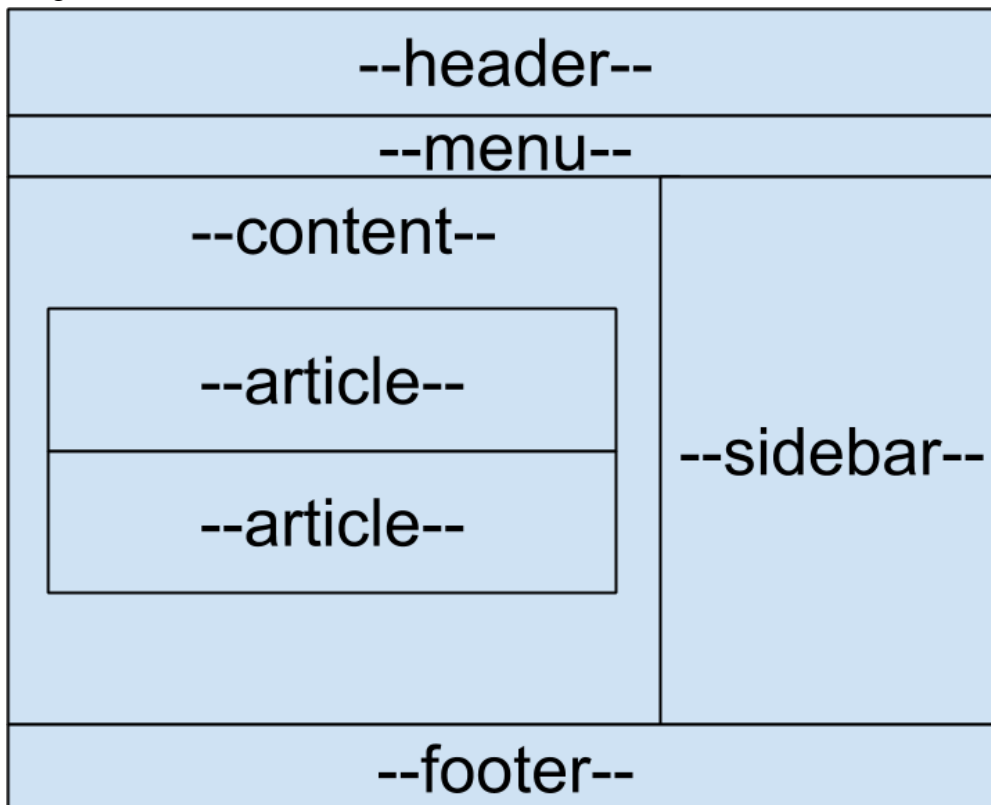 --header--
--menu--
--content--
--article--
--article--
--sidebar--
--footer--